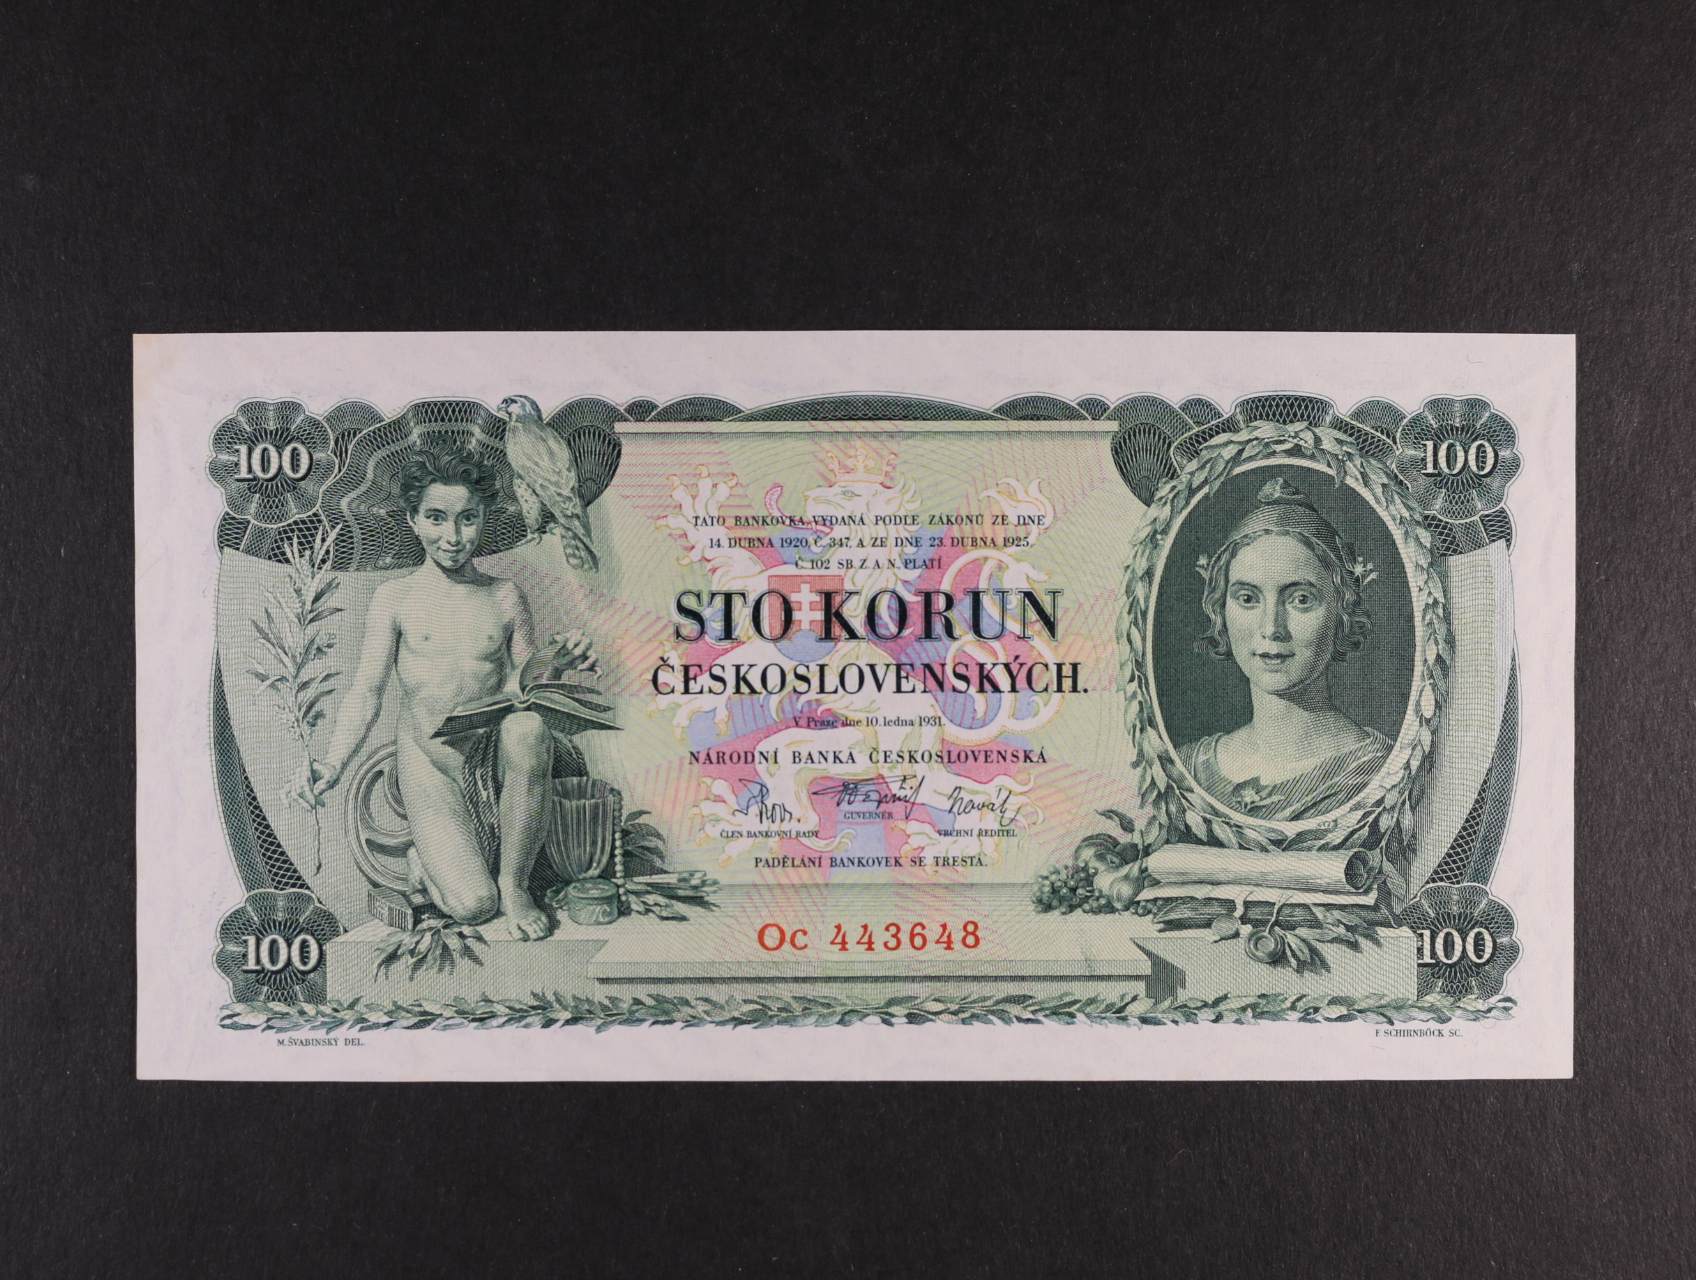 100
100
TATO BANKOVKA, VYDANÁ PODLE ZÁKONŮ ZE DNE
14. DUBNA 1920, Č. 347, A ZE DNE 23. DUBNA 1925,
Č. 102 SB. Z. A N., PLATÍ
STO KORUN
ČESKOSLOVENSKÝCH.
V Praze dne 10. ledna 1931.
NÁRODNÍ BANKA ČESKOSLOVENSKÁ
GUVERNÉR
ČLEN BANKOVNÍ RADY
VRCHNÍ ŘEDITEL
PADĚLÁNÍ BANKOVEK SE TRESTÁ.
Oc 443648
100
100
M. ŠVABINSKÝ DEL.
F. SCHIRNBÖCK SC.